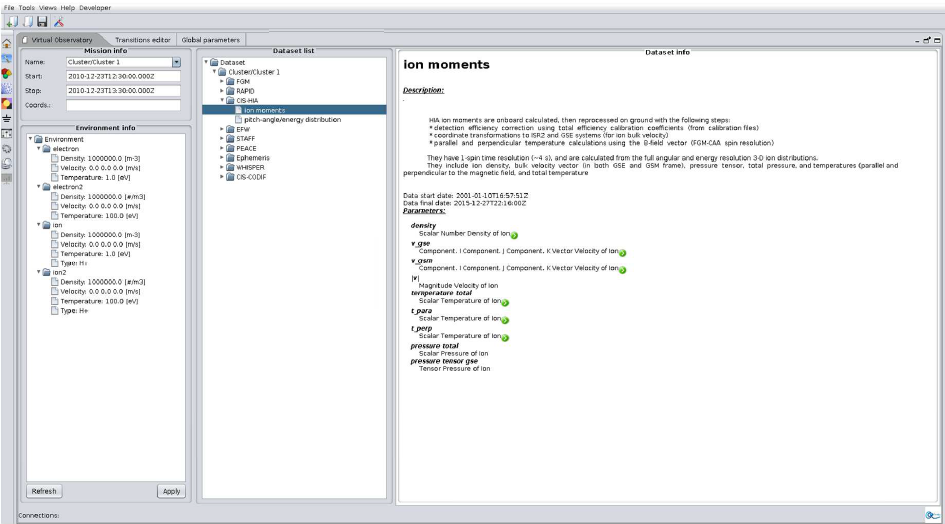 File Tools Views Help Developer
Virtual Observatory
Transitions editor
Global parameters
Mission info
Name: Cluster/Cluster 1
Start: 2010-12-23T12:30:00.000Z
Stop: 2010-12-23T13:30:00.000Z
Coords.:
Environment info
Environment
electron
Density: 1000000.0 [m-3]
Velocity: 0.0 0.0 0.0 [m/s]
Temperature: 1.0 [eV]
electron2
Density: 1000000.0 [#/m3]
Velocity: 0.0 0.0 0.0 [m/s]
Temperature: 100.0 [eV]
ion
Density: 1000000.0 [m-3]
Velocity: 0.0 0.0 0.0 [m/s]
Temperature: 1.0 [eV]
Type: H+
ion2
Density: 1000000.0 [#/m3]
Velocity: 0.0 0.0 0.0 [m/s]
Temperature: 100.0 [eV]
Type: H+
Refresh
Apply
Dataset list
Dataset
Cluster/Cluster 1
FGM
RAPID
CIS-HIA
ion moments
pitch-angle/energy distribution
EFW
STAFF
PEACE
Ephemeris
WHISPER
CIS-CODIF
Dataset info
ion moments
Description:
.
HIA ion moments are onboard calculated, then reprocessed on ground with the following steps:
* detection efficiency correction using total efficiency calibration coefficients (from calibration files)
* coordinate transformations to ISR2 and GSE systems (for ion bulk velocity)
* parallel and perpendicular temperature calculations using the B-field vector (FGM-CAA spin resolution)
They have 1-spin time resolution (~4 s), and are calculated from the full angular and energy resolution 3-D ion distributions.
They include ion density, bulk velocity vector (in both GSE and GSM frame), pressure tensor, total pressure, and temperatures (parallel and
perpendicular to the magnetic field, and total temperature
Data start date: 2001-01-10T16:57:51Z
Data final date: 2015-12-27T22:16:00Z
Parameters:
density
Scalar Number Density of Ion
v_gse
Component. I Component. J Component. K Vector Velocity of Ion
v_gsm
Component. I Component. J Component. K Vector Velocity of Ion
|v|
Magnitude Velocity of Ion
temperature total
Scalar Temperature of Ion
t_para
Scalar Temperature of Ion
t_perp
Scalar Temperature of Ion
pressure total
Scalar Pressure of Ion
pressure tensor gse
Tensor Pressure of Ion
Connections: